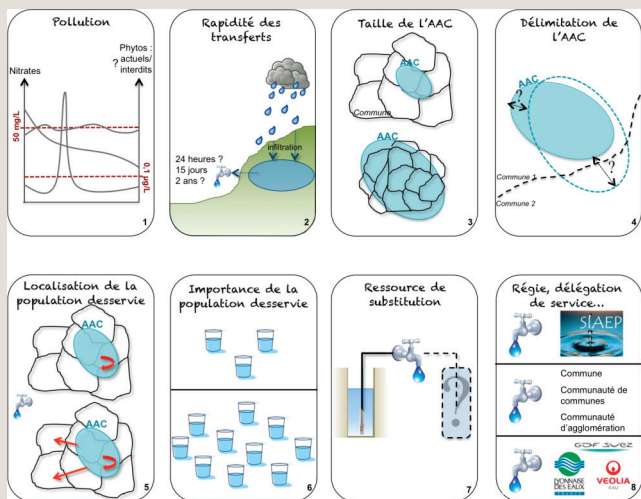 Pollution
Nitrates
Phytos :
? actuels/
interdits
50 mg/L
0,1 µg/L
1
Rapidité des
transferts
infiltration
24 heures ?
15 jours
2 ans ?
2
Taille de l'AAC
AAC
Commune
3
Délimitation de
l'AAC
AAC
?
?
Commune 1
Commune 2
4
Localisation de la
population desservie
AAC
AAC
5
Importance de la
population desservie
6
Ressource de
substitution
?
7
Régie, délégation
de service...
SIAEP
Commune
Communauté de
communes
Communauté
d'agglomération
GDF SUEZ
LYONNAISE
DES EAUX
VEOLIA
EAU
8